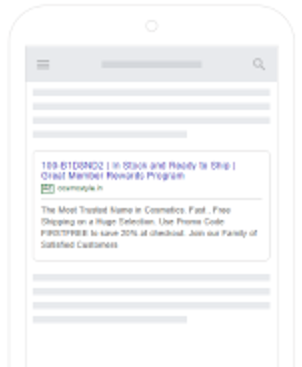 100-B1D8NO2 | In Stock and Ready to Ship |
Great Member Rewards Program
Ad cosmostyle.in
The Most Trusted Name in Cosmetics. Fast , Free
Shipping on a Huge Selection. Use Promo Code
FIRSTFREE to save 20% at checkout. Join our Family of
Satisfied Customers